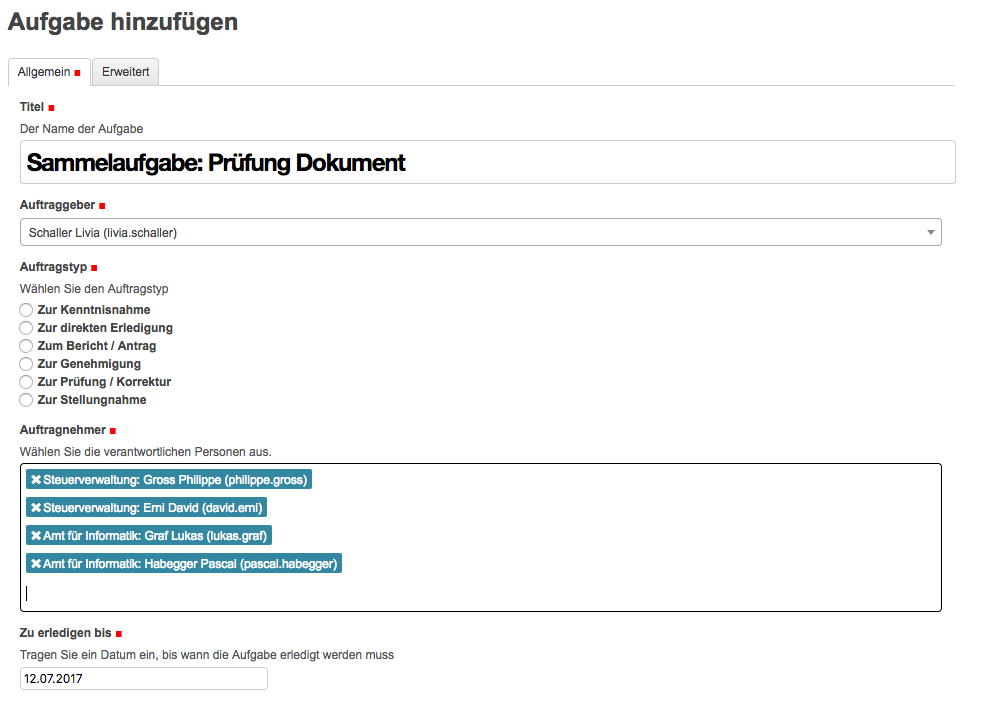 Aufgabe hinzufügen
Allgemein Erweitert
Titel
Der Name der Aufgabe
Sammelaufgabe: Prüfung Dokument
Auftraggeber
Schaller Livia (livia.schaller)
Auftragstyp
Wählen Sie den Auftragstyp
Zur Kenntnisnahme
Zur direkten Erledigung
Zum Bericht / Antrag
Zur Genehmigung
Zur Prüfung / Korrektur
Zur Stellungnahme
Auftragnehmer
Wählen Sie die verantwortlichen Personen aus.
Steuerverwaltung: Gross Philippe (philippe.gross)
Steuerverwaltung: Erni David (david.erni)
Amt für Informatik: Graf Lukas (lukas.graf)
Amt für Informatik: Habegger Pascal (pascal.habegger)
Zu erledigen bis
Tragen Sie ein Datum ein, bis wann die Aufgabe erledigt werden muss
12.07.2017